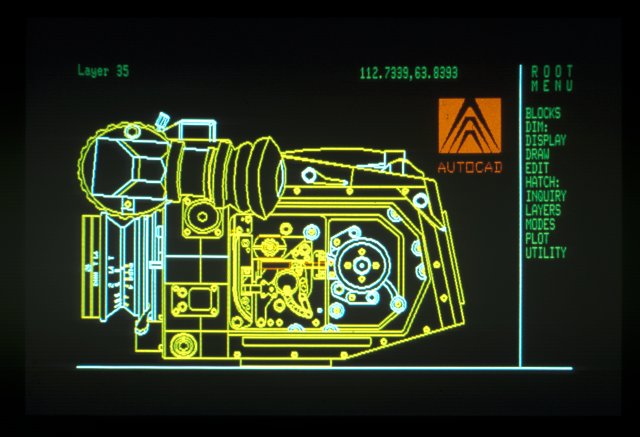 Layer 35
112.7339,63.8393
ROOT
MENU
AUTOCAD
BLOCKS
DIM:
DISPLAY
DRAW
EDIT
HATCH:
INQUIRY
LAYERS
MODES
PLOT
UTILITY